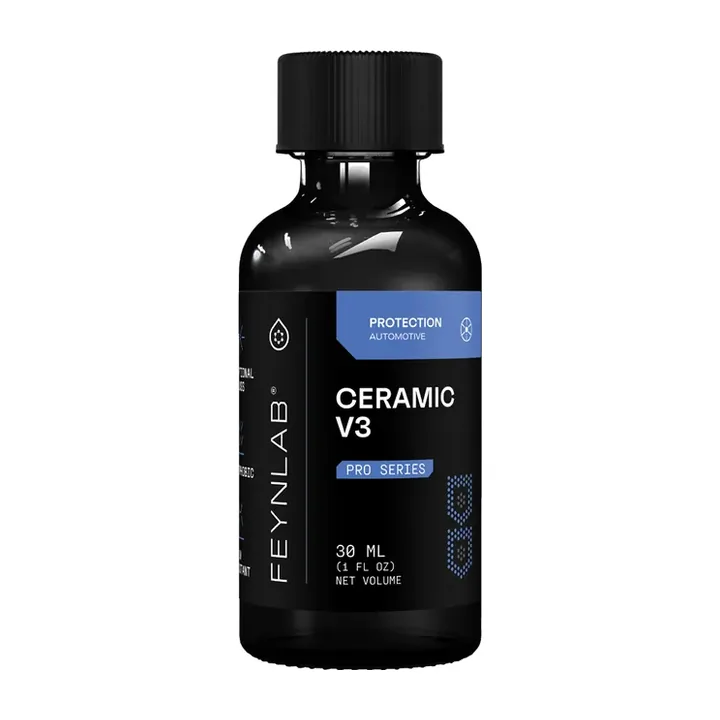 PROTECTION
AUTOMOTIVE
CERAMIC
V3
PRO SERIES
FEYNLAB®
30 ML
(1 FL OZ)
NET VOLUME